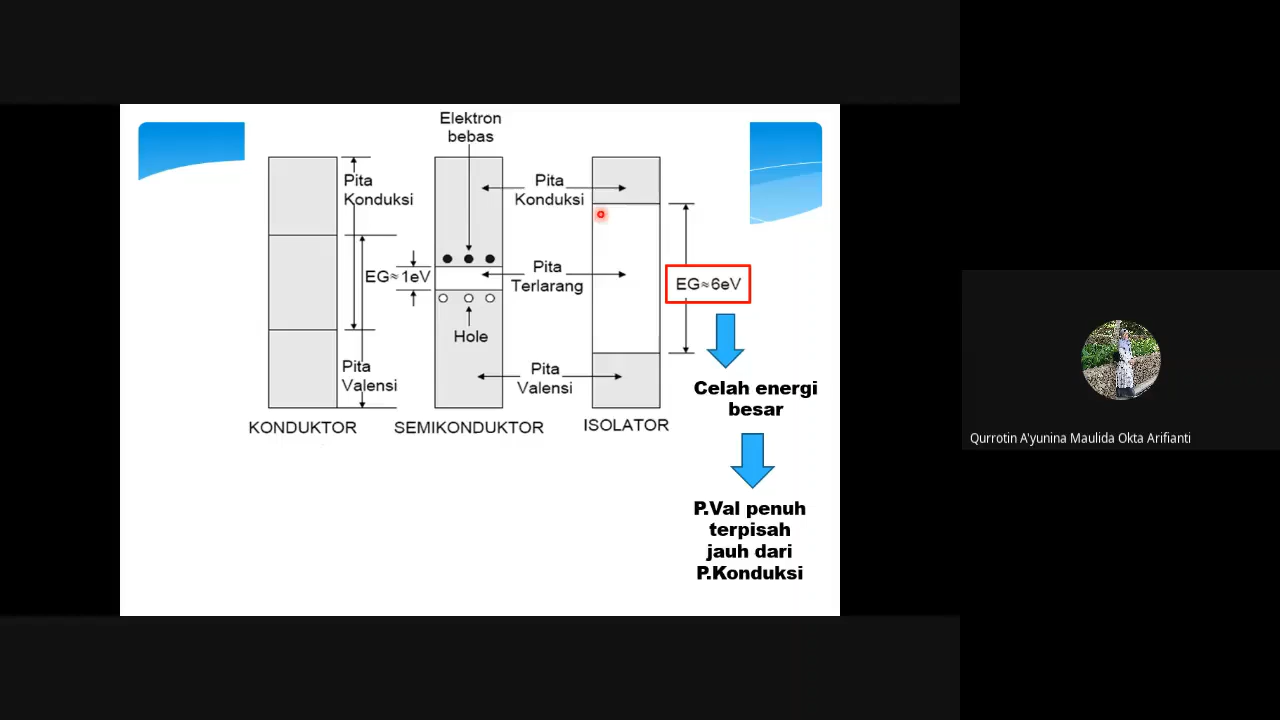 Elektron
bebas
Pita
Konduksi
Pita
Konduksi
EG≈1eV
Pita
Terlarang
EG≈6eV
Hole
Pita
Valensi
Pita
Valensi
KONDUKTOR
SEMIKONDUKTOR
ISOLATOR
Celah energi
besar
P.Val penuh
terpisah
jauh dari
P.Konduksi
Qurrotin A'yunina Maulida Okta Arifianti